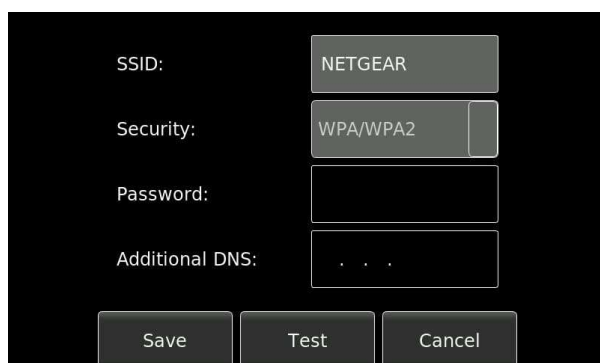 SSID: NETGEAR
Security: WPA/WPA2
Password:
Additional DNS: . . .
Save Test Cancel